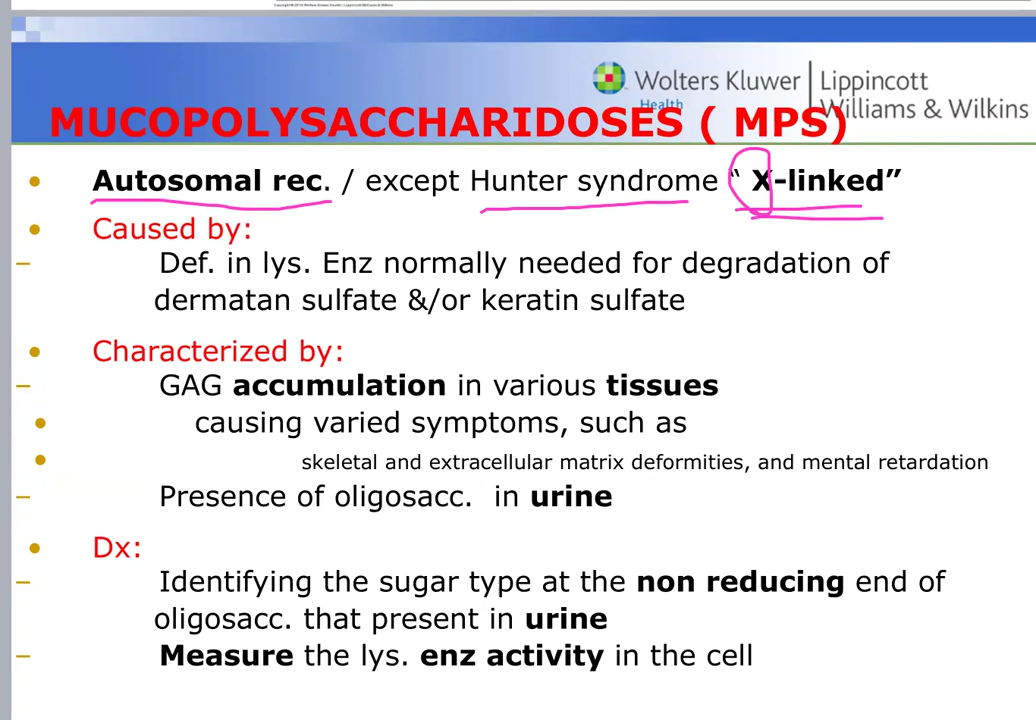 Wolters Kluwer | Lippincott
Health Williams & Wilkins
MUCOPOLYSACCHARIDOSES ( MPS)
• Autosomal rec. / except Hunter syndrome “ X-linked”
• Caused by:
– Def. in lys. Enz normally needed for degradation of
dermatan sulfate &/or keratin sulfate
• Characterized by:
– GAG accumulation in various tissues
• causing varied symptoms, such as
• skeletal and extracellular matrix deformities, and mental retardation
– Presence of oligosacc. in urine
• Dx:
– Identifying the sugar type at the non reducing end of
oligosacc. that present in urine
– Measure the lys. enz activity in the cell